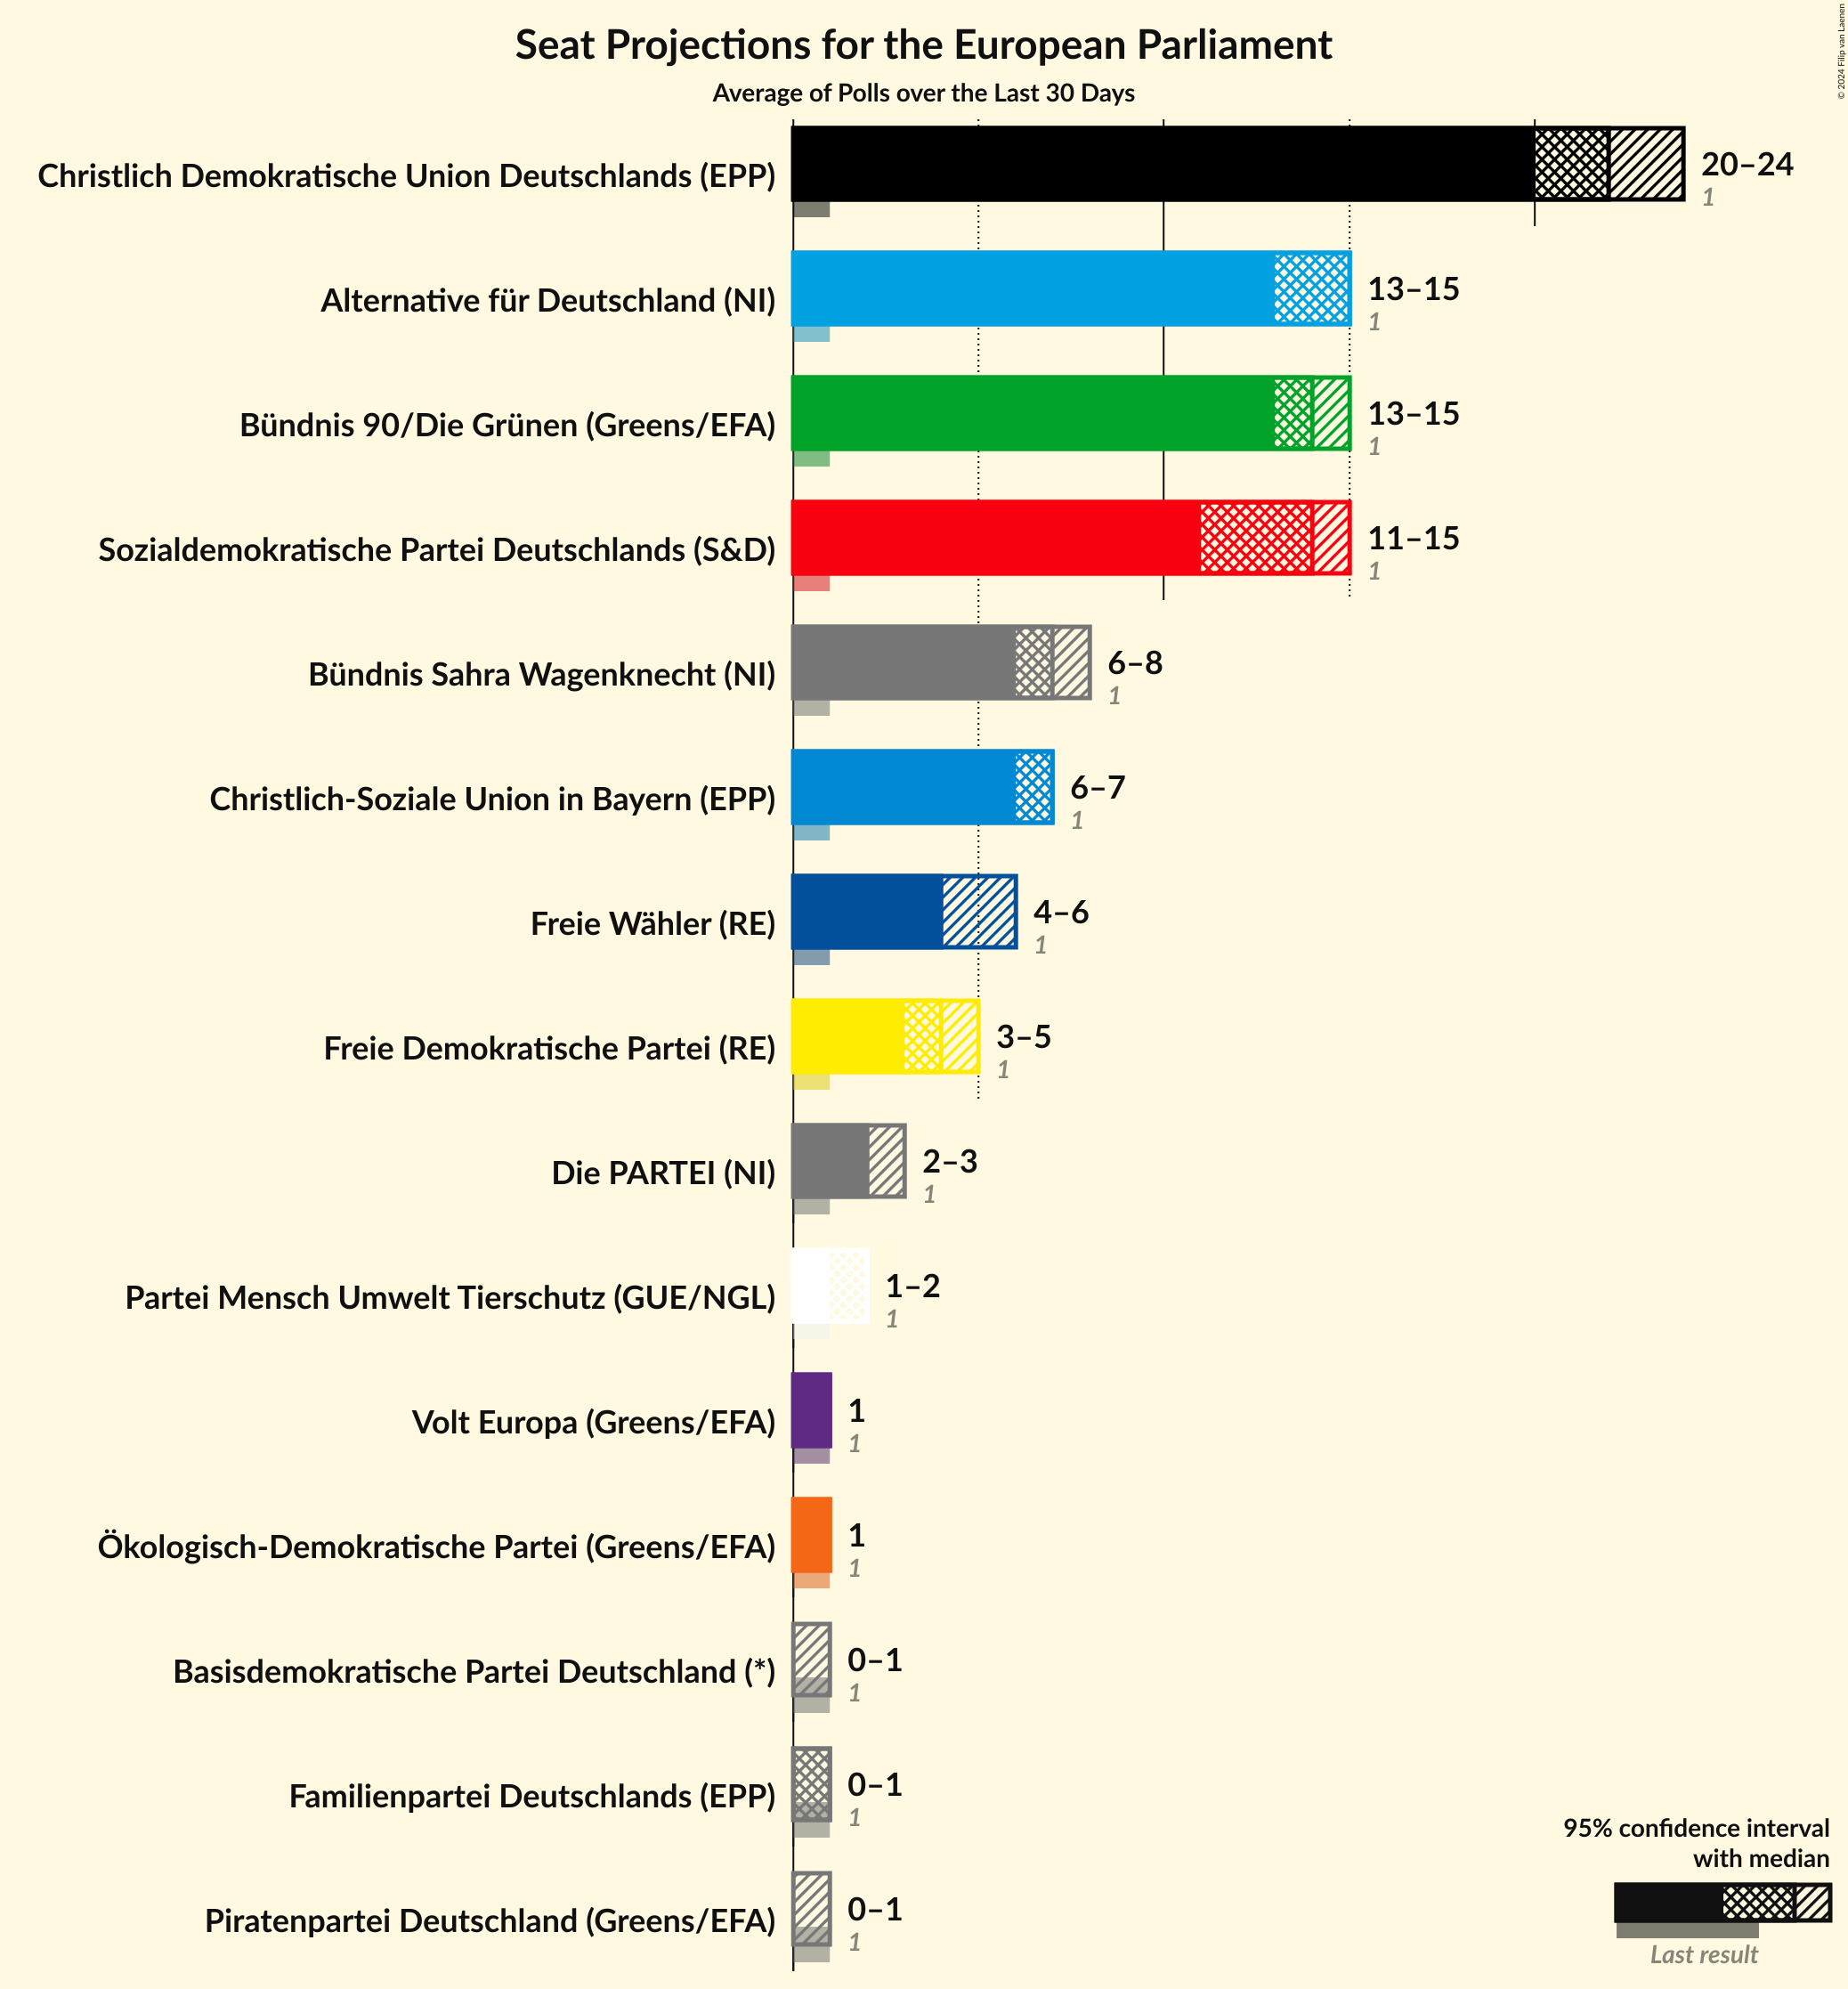 Seat Projections for the European Parliament
Average of Polls over the Last 30 Days
© 2024 Filip van Laenen
Christlich Demokratische Union Deutschlands (EPP)
20–24
1
Alternative für Deutschland (NI)
13–15
1
Bündnis 90/Die Grünen (Greens/EFA)
13–15
1
Sozialdemokratische Partei Deutschlands (S&D)
11–15
1
Bündnis Sahra Wagenknecht (NI)
6–8
1
Christlich-Soziale Union in Bayern (EPP)
6–7
1
Freie Wähler (RE)
4–6
1
Freie Demokratische Partei (RE)
3–5
1
Die PARTEI (NI)
2–3
1
Partei Mensch Umwelt Tierschutz (GUE/NGL)
1–2
1
Volt Europa (Greens/EFA)
1
1
Ökologisch-Demokratische Partei (Greens/EFA)
1
1
Basisdemokratische Partei Deutschland (*)
0–1
1
Familienpartei Deutschlands (EPP)
0–1
1
Piratenpartei Deutschland (Greens/EFA)
0–1
1
95% confidence interval
with median
Last result